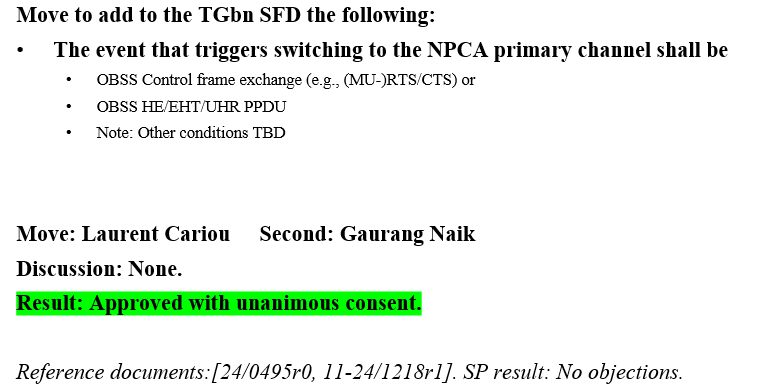 Move to add to the TGbn SFD the following:
• The event that triggers switching to the NPCA primary channel shall be
• OBSS Control frame exchange (e.g., (MU-)RTS/CTS) or
• OBSS HE/EHT/UHR PPDU
• Note: Other conditions TBD
Move: Laurent Cariou Second: Gaurang Naik
Discussion: None.
Result: Approved with unanimous consent.
Reference documents:[24/0495r0, 11-24/1218r1]. SP result: No objections.